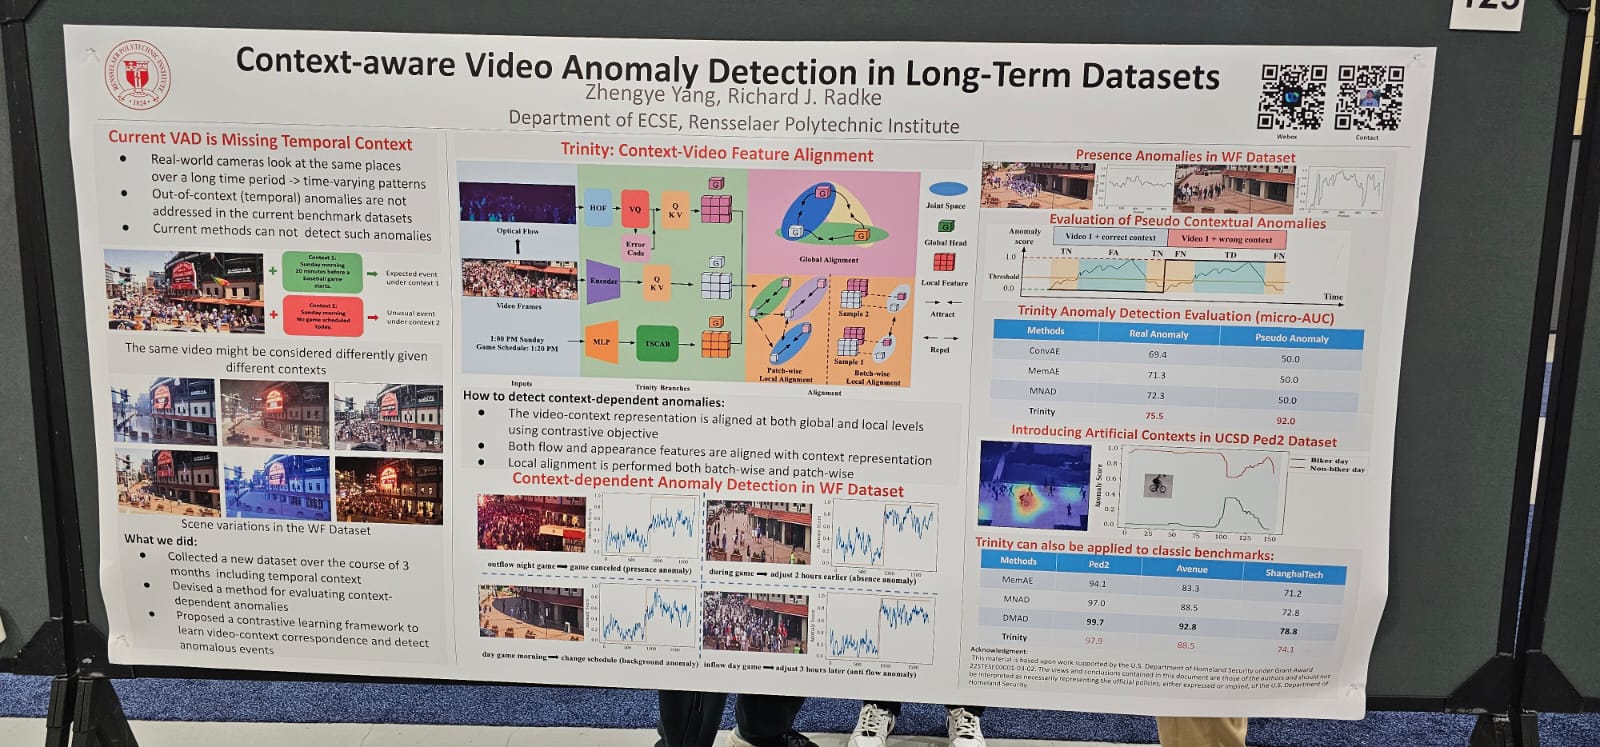 125
Context-aware Video Anomaly Detection in Long-Term Datasets
Zhengye Yang, Richard J. Radke
Department of ECSE, Rensselaer Polytechnic Institute
RENSSELAER POLYTECHNIC INSTITUTE
1824
Webex
Contact
Current VAD is Missing Temporal Context
• Real-world cameras look at the same places
over a long time period -> time-varying patterns
• Out-of-context (temporal) anomalies are not
addressed in the current benchmark datasets
• Current methods can not detect such anomalies
Context 1:
Sunday morning
20 minutes before a
baseball game
starts.
Expected event
under context 1
Context 2:
Sunday morning
No game scheduled
today.
Unusual event
under context 2
The same video might be considered differently given
different contexts
Scene variations in the WF Dataset
What we did:
• Collected a new dataset over the course of 3
months including temporal context
• Devised a method for evaluating context-
dependent anomalies
• Proposed a contrastive learning framework to
learn video-context correspondence and detect
anomalous events
Trinity: Context-Video Feature Alignment
Optical Flow
Video Frames
1:00 PM Sunday
Game Schedule: 1:20 PM
Inputs
HOF
VQ
Q
K V
G
Error
Code
Encoder
Q
K V
G
MLP
TSCAB
G
Trinity Branches
G
G
G
Global Alignment
Patch-wise
Local Alignment
Sample 2
Sample 1
Batch-wise
Local Alignment
Alignment
Joint Space
G
Global Head
Local Feature
Attract
Repel
How to detect context-dependent anomalies:
• The video-context representation is aligned at both global and local levels
using contrastive objective
• Both flow and appearance features are aligned with context representation
• Local alignment is performed both batch-wise and patch-wise
Context-dependent Anomaly Detection in WF Dataset
outflow night game game canceled (presence anomaly)
during game adjust 2 hours earlier (absence anomaly)
day game morning change schedule (background anomaly)
inflow day game adjust 3 hours later (anti flow anomaly)
Presence Anomalies in WF Dataset
Evaluation of Pseudo Contextual Anomalies
Anomaly
score
Video 1 + correct context
Video 1 + wrong context
TN FA TN FN TD FN
1.0
Threshold
0.0
Time
Trinity Anomaly Detection Evaluation (micro-AUC)
Methods Real Anomaly Pseudo Anomaly
ConvAE 69.4 50.0
MemAE 71.3 50.0
MNAD 72.3 50.0
Trinity 75.5 92.0
Introducing Artificial Contexts in UCSD Ped2 Dataset
Anomaly Score
1.0
0.8
0.6
0.4
0.2
0.0
0 25 50 75 100 125 150
Biker day
Non-biker day
Trinity can also be applied to classic benchmarks:
Methods Ped2 Avenue ShanghaiTech
MemAE 94.1 83.3 71.2
MNAD 97.0 88.5 72.8
DMAD 99.7 92.8 78.8
Trinity 97.9 88.5 74.1
Acknowledgment:
This material is based upon work supported by the U.S. Department of Homeland Security under Grant Award
22STESE00001-03-02. The views and conclusions contained in this document are those of the authors and should not
be interpreted as necessarily representing the official policies, either expressed or implied, of the U.S. Department of
Homeland Security.